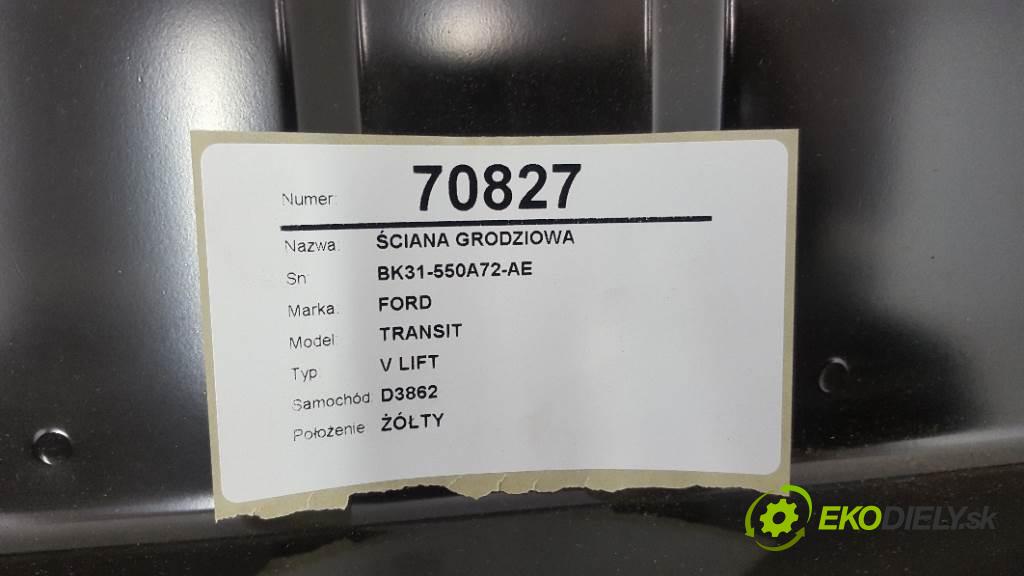 Numer: 70827
Nazwa: ŚCIANA GRODZIOWA
Sn: BK31-550A72-AE
Marka: FORD
Model: TRANSIT
Typ V LIFT
Samochód: D3862
Położenie ŻÓŁTY
EKODIELY.sk